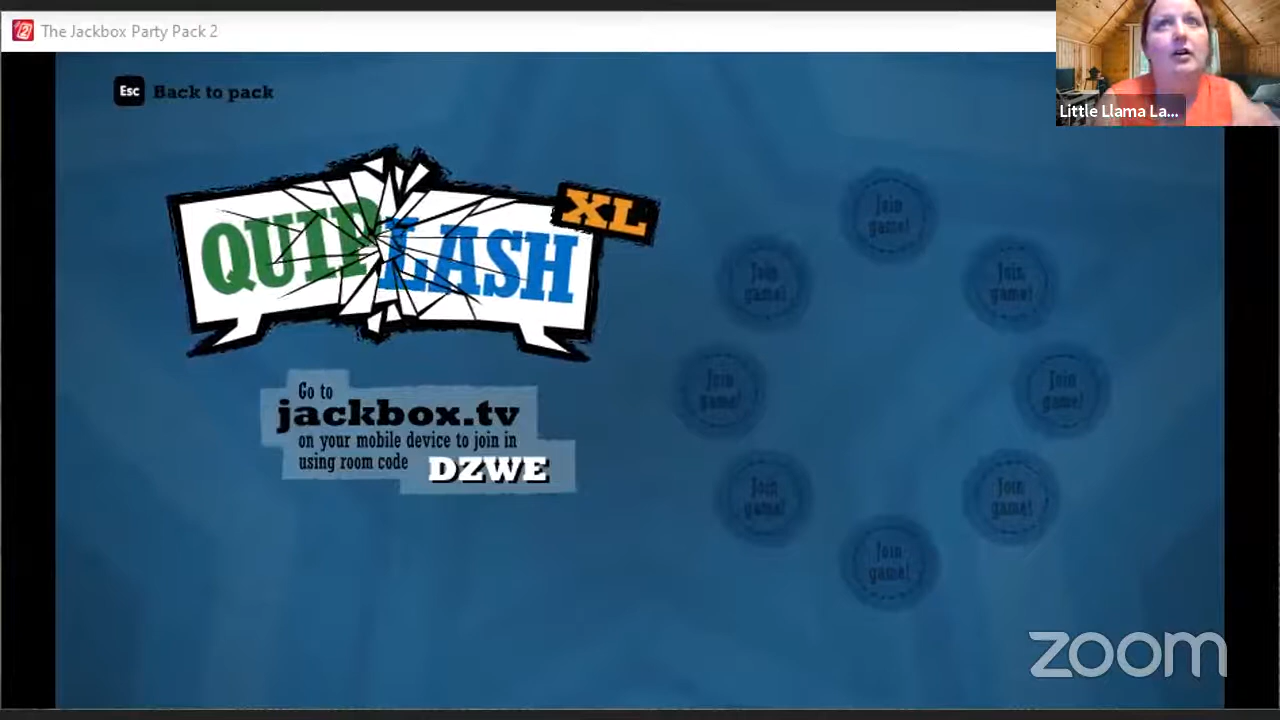 The Jackbox Party Pack 2
Esc Back to pack
Little Llama La...
QUIPLASH XL
Go to
jackbox.tv
on your mobile device to join in
using room code DZWE
Join
game!
Join
game!
Join
game!
Join
game!
Join
game!
Join
game!
Join
game!
Join
game!
zoom